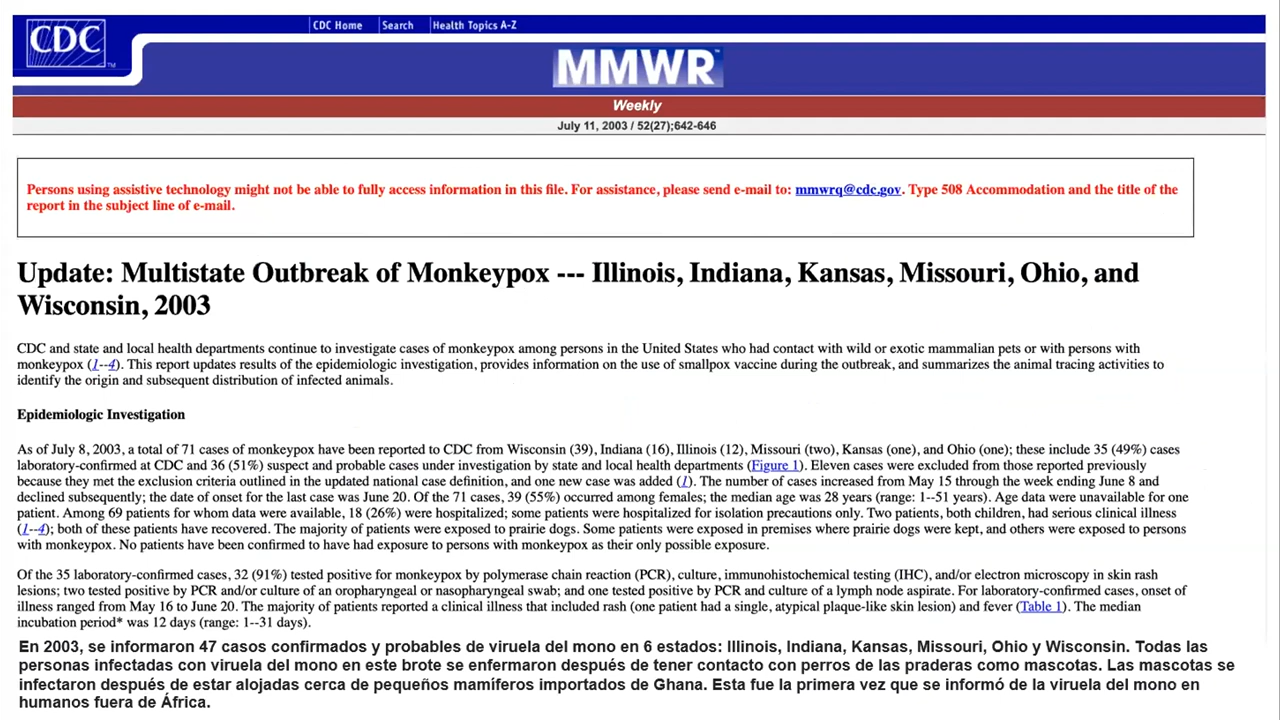 CDC Home
Search
Health Topics A-Z
CDC
TM
MMWR
TM
Weekly
July 11, 2003 / 52(27);642-646
Persons using assistive technology might not be able to fully access information in this file. For assistance, please send e-mail to: mmwrq@cdc.gov. Type 508 Accommodation and the title of the
report in the subject line of e-mail.
Update: Multistate Outbreak of Monkeypox --- Illinois, Indiana, Kansas, Missouri, Ohio, and
Wisconsin, 2003
CDC and state and local health departments continue to investigate cases of monkeypox among persons in the United States who had contact with wild or exotic mammalian pets or with persons with
monkeypox (1--4). This report updates results of the epidemiologic investigation, provides information on the use of smallpox vaccine during the outbreak, and summarizes the animal tracing activities to
identify the origin and subsequent distribution of infected animals.
Epidemiologic Investigation
As of July 8, 2003, a total of 71 cases of monkeypox have been reported to CDC from Wisconsin (39), Indiana (16), Illinois (12), Missouri (two), Kansas (one), and Ohio (one); these include 35 (49%) cases
laboratory-confirmed at CDC and 36 (51%) suspect and probable cases under investigation by state and local health departments (Figure 1). Eleven cases were excluded from those reported previously
because they met the exclusion criteria outlined in the updated national case definition, and one new case was added (1). The number of cases increased from May 15 through the week ending June 8 and
declined subsequently; the date of onset for the last case was June 20. Of the 71 cases, 39 (55%) occurred among females; the median age was 28 years (range: 1--51 years). Age data were unavailable for one
patient. Among 69 patients for whom data were available, 18 (26%) were hospitalized; some patients were hospitalized for isolation precautions only. Two patients, both children, had serious clinical illness
(1--4); both of these patients have recovered. The majority of patients were exposed to prairie dogs. Some patients were exposed in premises where prairie dogs were kept, and others were exposed to persons
with monkeypox. No patients have been confirmed to have had exposure to persons with monkeypox as their only possible exposure.
Of the 35 laboratory-confirmed cases, 32 (91%) tested positive for monkeypox by polymerase chain reaction (PCR), culture, immunohistochemical testing (IHC), and/or electron microscopy in skin rash
lesions; two tested positive by PCR and/or culture of an oropharyngeal or nasopharyngeal swab; and one tested positive by PCR and culture of a lymph node aspirate. For laboratory-confirmed cases, onset of
illness ranged from May 16 to June 20. The majority of patients reported a clinical illness that included rash (one patient had a single, atypical plaque-like skin lesion) and fever (Table 1). The median
incubation period* was 12 days (range: 1--31 days).
En 2003, se informaron 47 casos confirmados y probables de viruela del mono en 6 estados: Illinois, Indiana, Kansas, Missouri, Ohio y Wisconsin. Todas las
personas infectadas con viruela del mono en este brote se enfermaron después de tener contacto con perros de las praderas como mascotas. Las mascotas se
infectaron después de estar alojadas cerca de pequeños mamíferos importados de Ghana. Esta fue la primera vez que se informó de la viruela del mono en
humanos fuera de África.